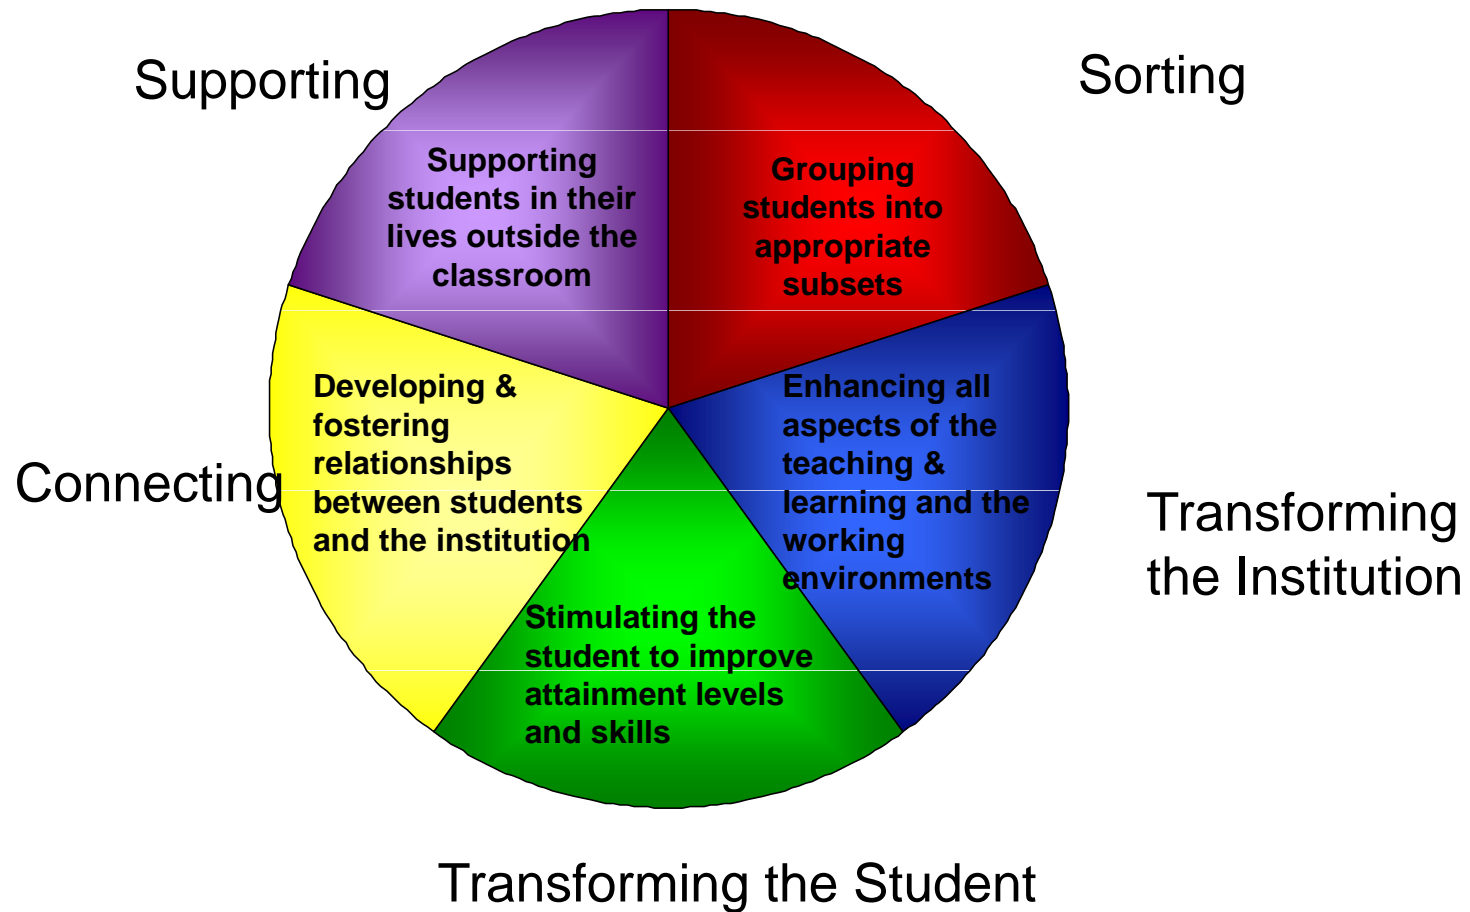 Supporting
Sorting
Supporting
students in their
lives outside the
classroom
Grouping
students into
appropriate
subsets
Connecting
Developing &
fostering
relationships
between students
and the institution
Enhancing all
aspects of the
teaching &
learning and the
working
environments
Transforming
the Institution
Stimulating the
student to improve
attainment levels
and skills
Transforming the Student